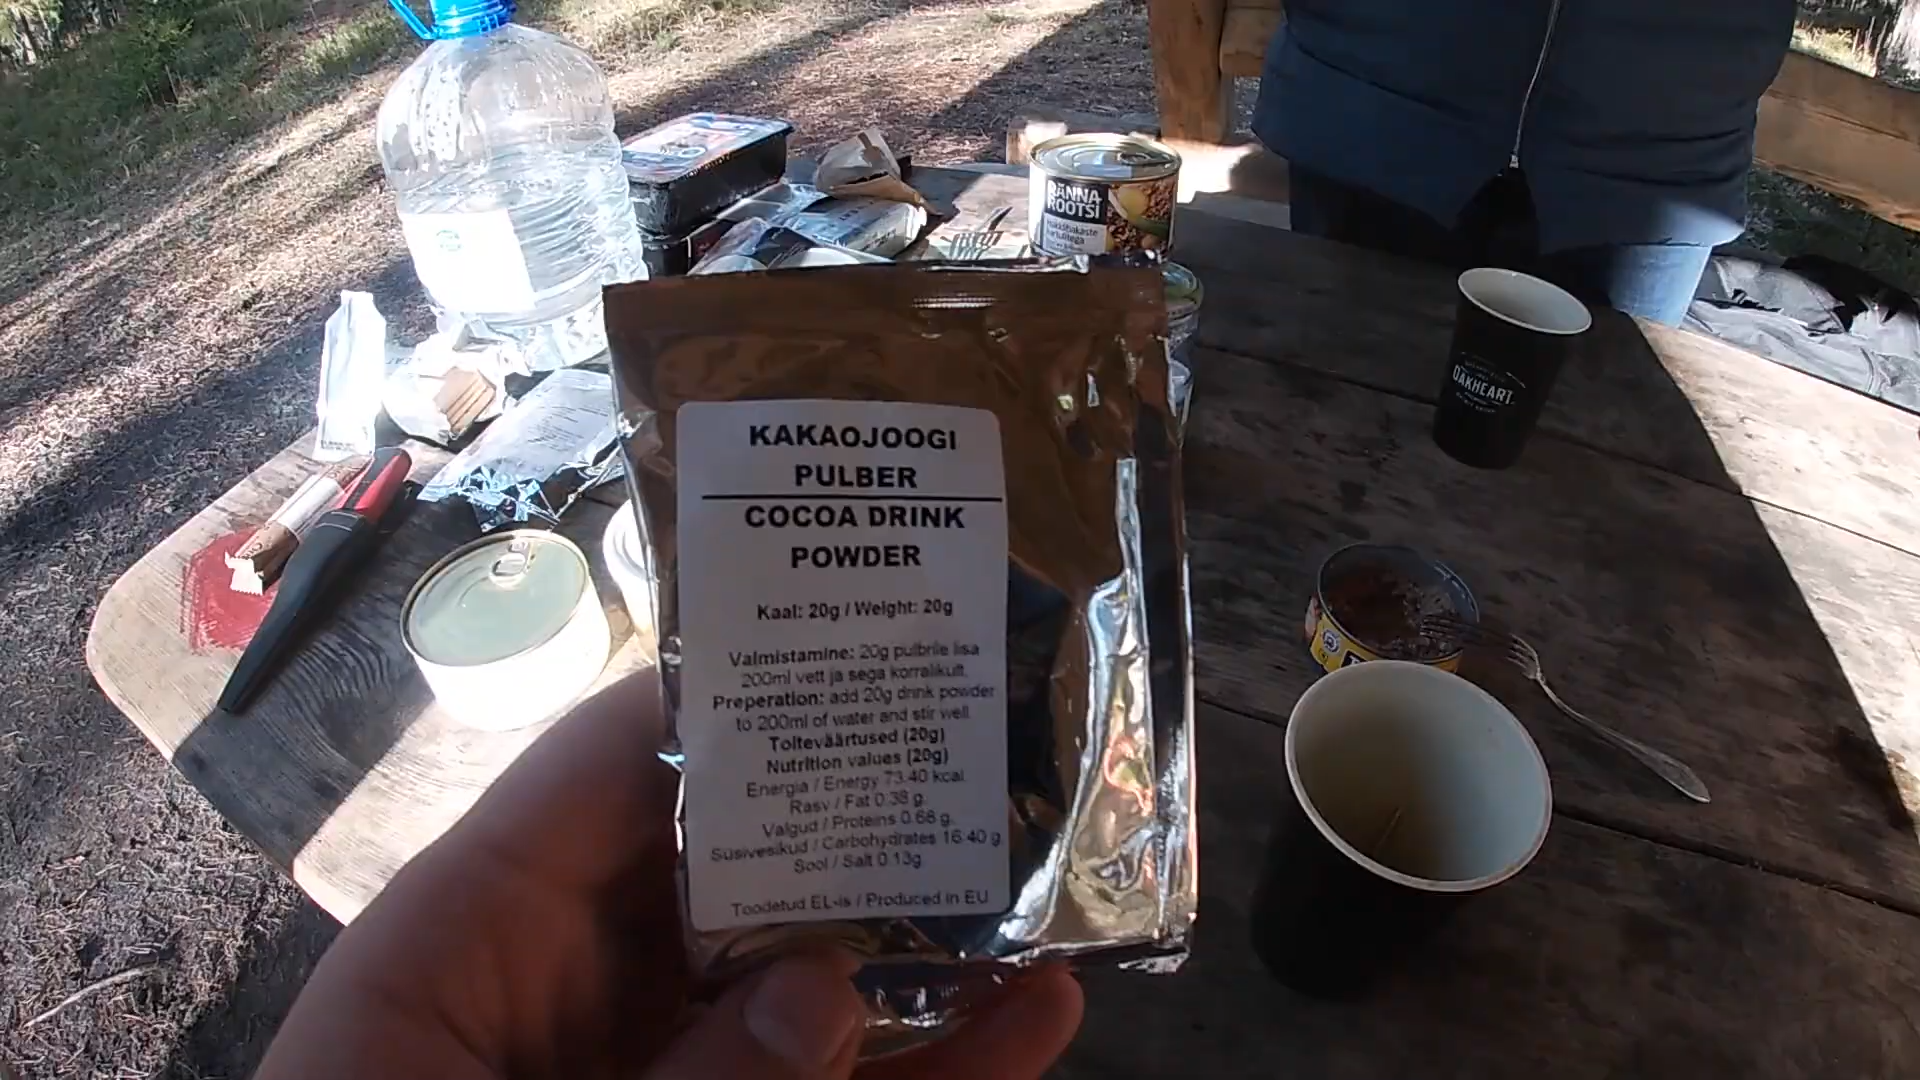 KAKAOJOOGI
PULBER
COCOA DRINK
POWDER
Kaal: 20g / Weight: 20g
Valmistamine: 20g pulbrile lisa
200ml vett ja sega korralikult.
Preperation: add 20g drink powder
to 200ml of water and stir well
Toiteväärtused (20g)
Nutrition values (20g)
Energia / Energy 73.40 kcal
Rasv / Fat 0.38 g.
Valgud / Proteins 0.68 g.
Süsivesikud / Carbohydrates 16.40 g
Sool / Salt 0.13g
Toodetud EL-is / Produced in EU
RÄNNA
ROOTSI
OAKHEART